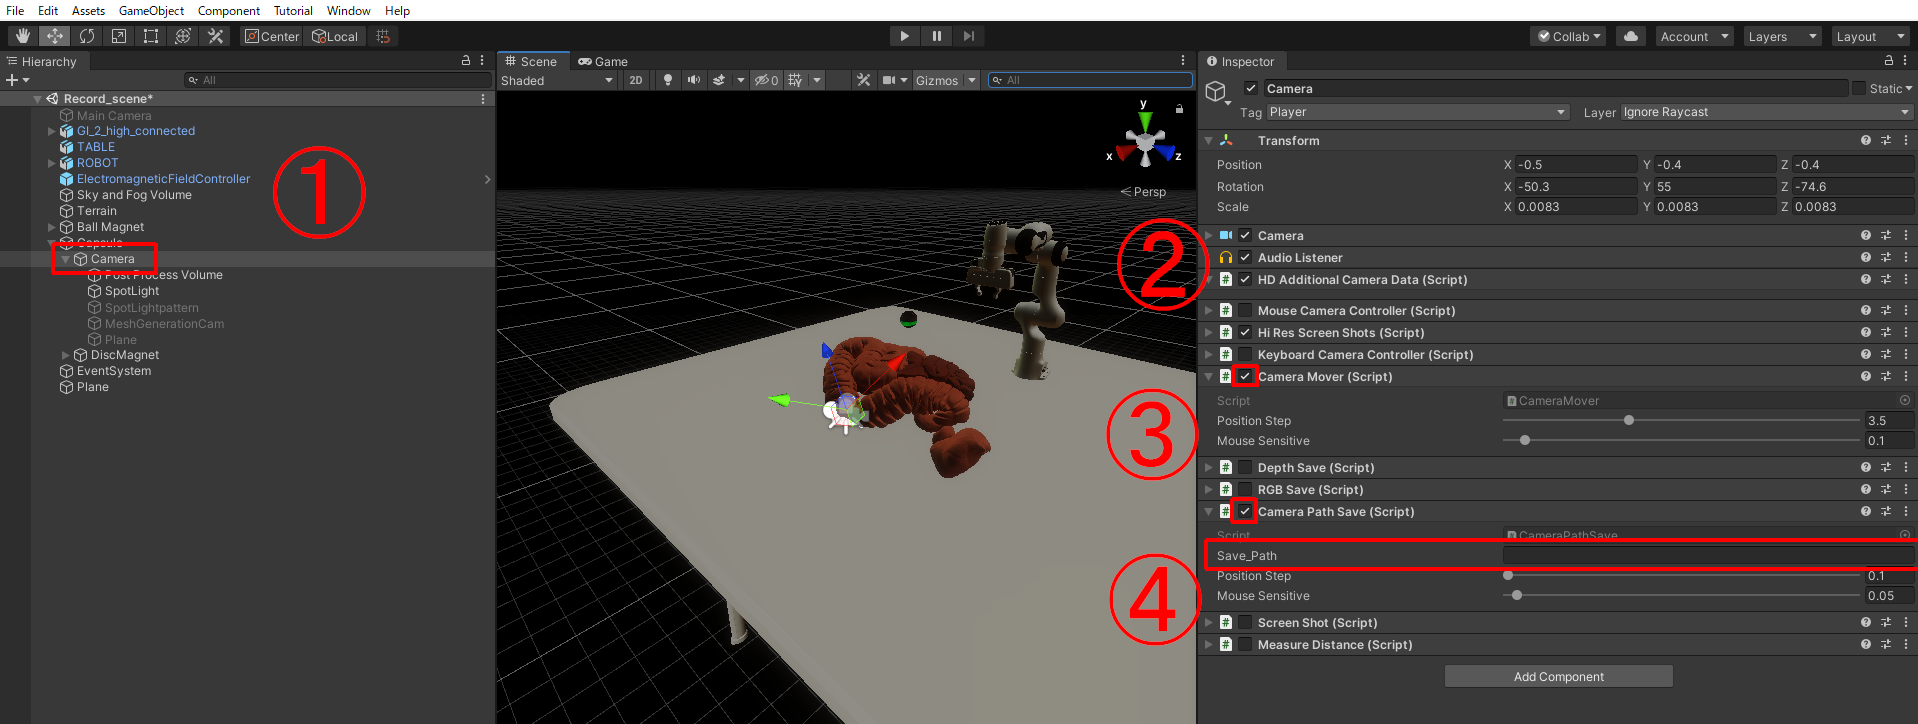 File Edit Assets GameObject Component Tutorial Window Help
Center Local Collab Account Layers Layout
Hierarchy
All
Record_scene*
Main Camera
GI_2_high_connected
TABLE
ROBOT
ElectromagneticFieldController
Sky and Fog Volume
Terrain
Ball Magnet
Capsule
Camera
Post Process Volume
SpotLight
SpotLightpattern
MeshGenerationCam
Plane
DiscMagnet
EventSystem
Plane
①
Scene Game
Shaded 2D 0 Gizmos All
y
x z
Persp
②
③
④
Inspector
Camera Static
Tag Player Layer Ignore Raycast
Transform
Position X -0.5 Y -0.4 Z -0.4
Rotation X -50.3 Y 55 Z -74.6
Scale X 0.0083 Y 0.0083 Z 0.0083
Camera
Audio Listener
# HD Additional Camera Data (Script)
# Mouse Camera Controller (Script)
# Hi Res Screen Shots (Script)
# Keyboard Camera Controller (Script)
# Camera Mover (Script)
Script CameraMover
Position Step 3.5
Mouse Sensitive 0.1
# Depth Save (Script)
# RGB Save (Script)
# Camera Path Save (Script)
Script CameraPathSave
Save_Path
Position Step 0.1
Mouse Sensitive 0.05
# Screen Shot (Script)
# Measure Distance (Script)
Add Component